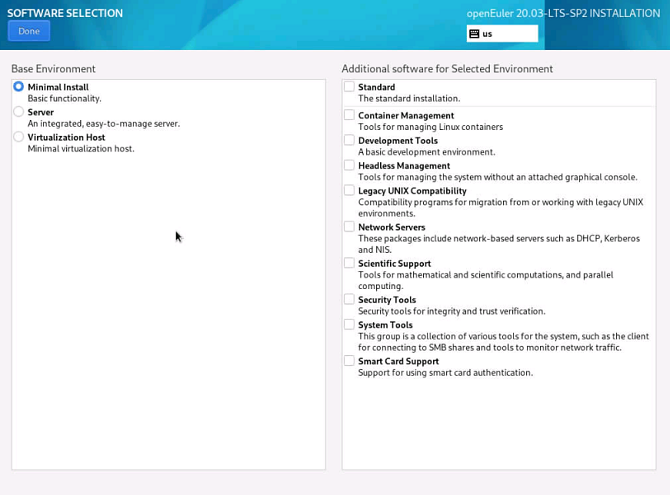 SOFTWARE SELECTION
openEuler 20.03-LTS-SP2 INSTALLATION
Done
us
Base Environment
Minimal Install
Basic functionality.
Server
An integrated, easy-to-manage server.
Virtualization Host
Minimal virtualization host.
Additional software for Selected Environment
Standard
The standard installation.
Container Management
Tools for managing Linux containers
Development Tools
A basic development environment.
Headless Management
Tools for managing the system without an attached graphical console.
Legacy UNIX Compatibility
Compatibility programs for migration from or working with legacy UNIX
environments.
Network Servers
These packages include network-based servers such as DHCP, Kerberos
and NIS.
Scientific Support
Tools for mathematical and scientific computations, and parallel
computing.
Security Tools
Security tools for integrity and trust verification.
System Tools
This group is a collection of various tools for the system, such as the client
for connecting to SMB shares and tools to monitor network traffic.
Smart Card Support
Support for using smart card authentication.